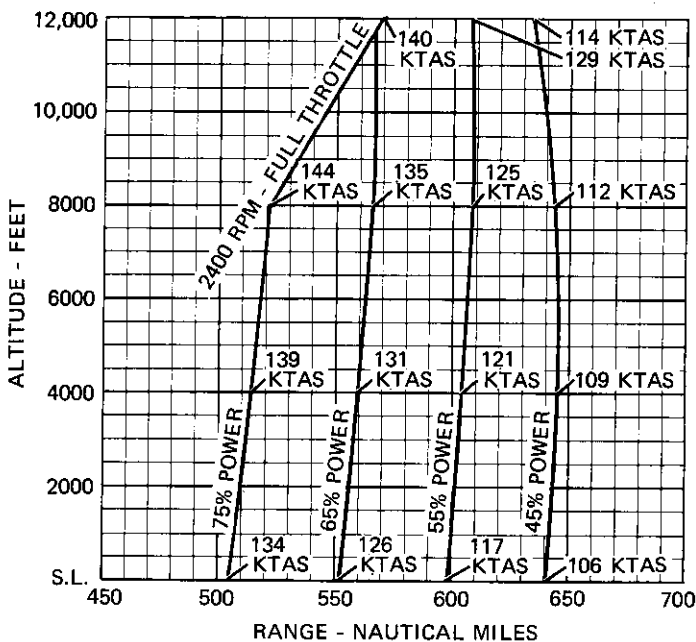 12,000
10,000
8000
6000
4000
2000
S.L.
ALTITUDE - FEET
2400 RPM - FULL THROTTLE
140
KTAS
114 KTAS
129 KTAS
144
KTAS
135
KTAS
125
KTAS
112 KTAS
139
KTAS
131
KTAS
121
KTAS
109 KTAS
75% POWER
65% POWER
55% POWER
45% POWER
134
KTAS
126
KTAS
117
KTAS
106 KTAS
450
500
550
600
650
700
RANGE - NAUTICAL MILES